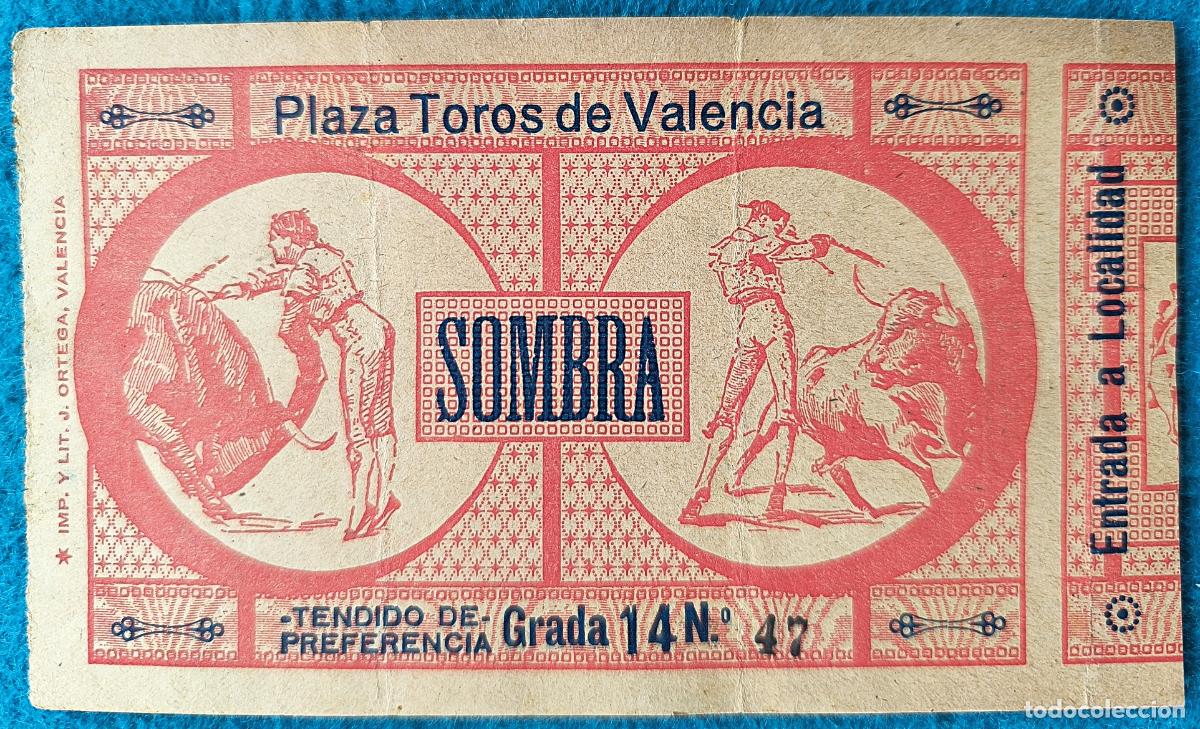 Plaza Toros de Valencia
SOMBRA
-TENDIDO DE-
PREFERENCIA
Grada 14 N.º 47
Entrada a Localidad
* IMP. Y LIT. J. ORTEGA, VALENCIA
todocoleccion